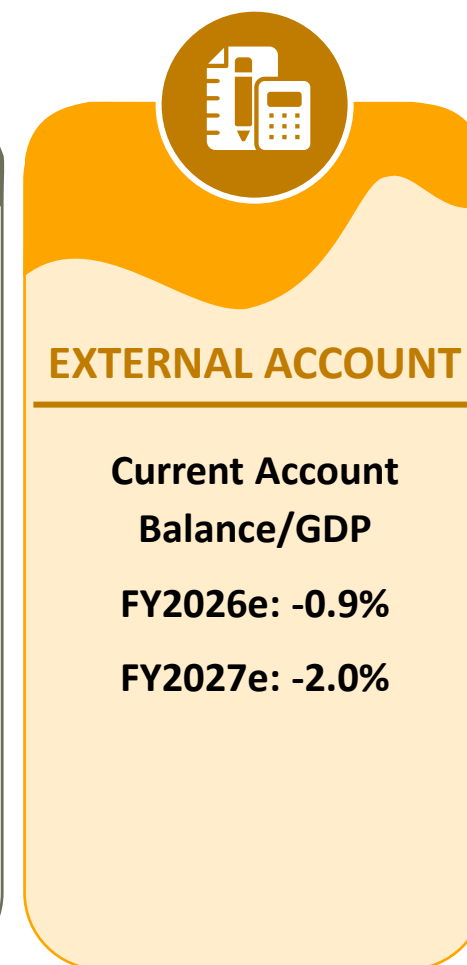 EXTERNAL ACCOUNT
Current Account
Balance/GDP
FY2026e: -0.9%
FY2027e: -2.0%